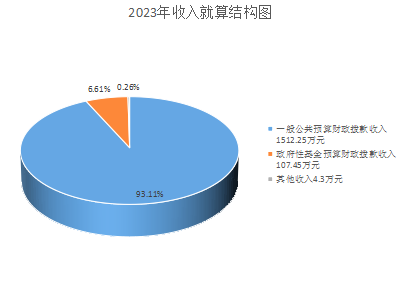 2023年收入就算结构图
6.61%
0.26%
93.11%
一般公共预算财政拨款收入
1512.25万元
政府性基金预算财政拨款收入
107.45万元
其他收入4.3万元